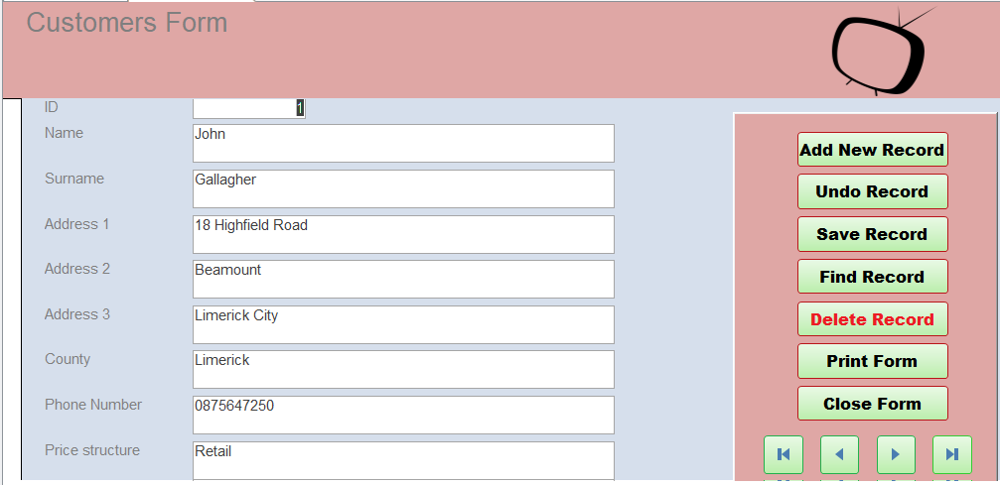 Customers Form
ID 1
Name John
Surname Gallagher
Address 1 18 Highfield Road
Address 2 Beamount
Address 3 Limerick City
County Limerick
Phone Number 0875647250
Price structure Retail
Add New Record
Undo Record
Save Record
Find Record
Delete Record
Print Form
Close Form